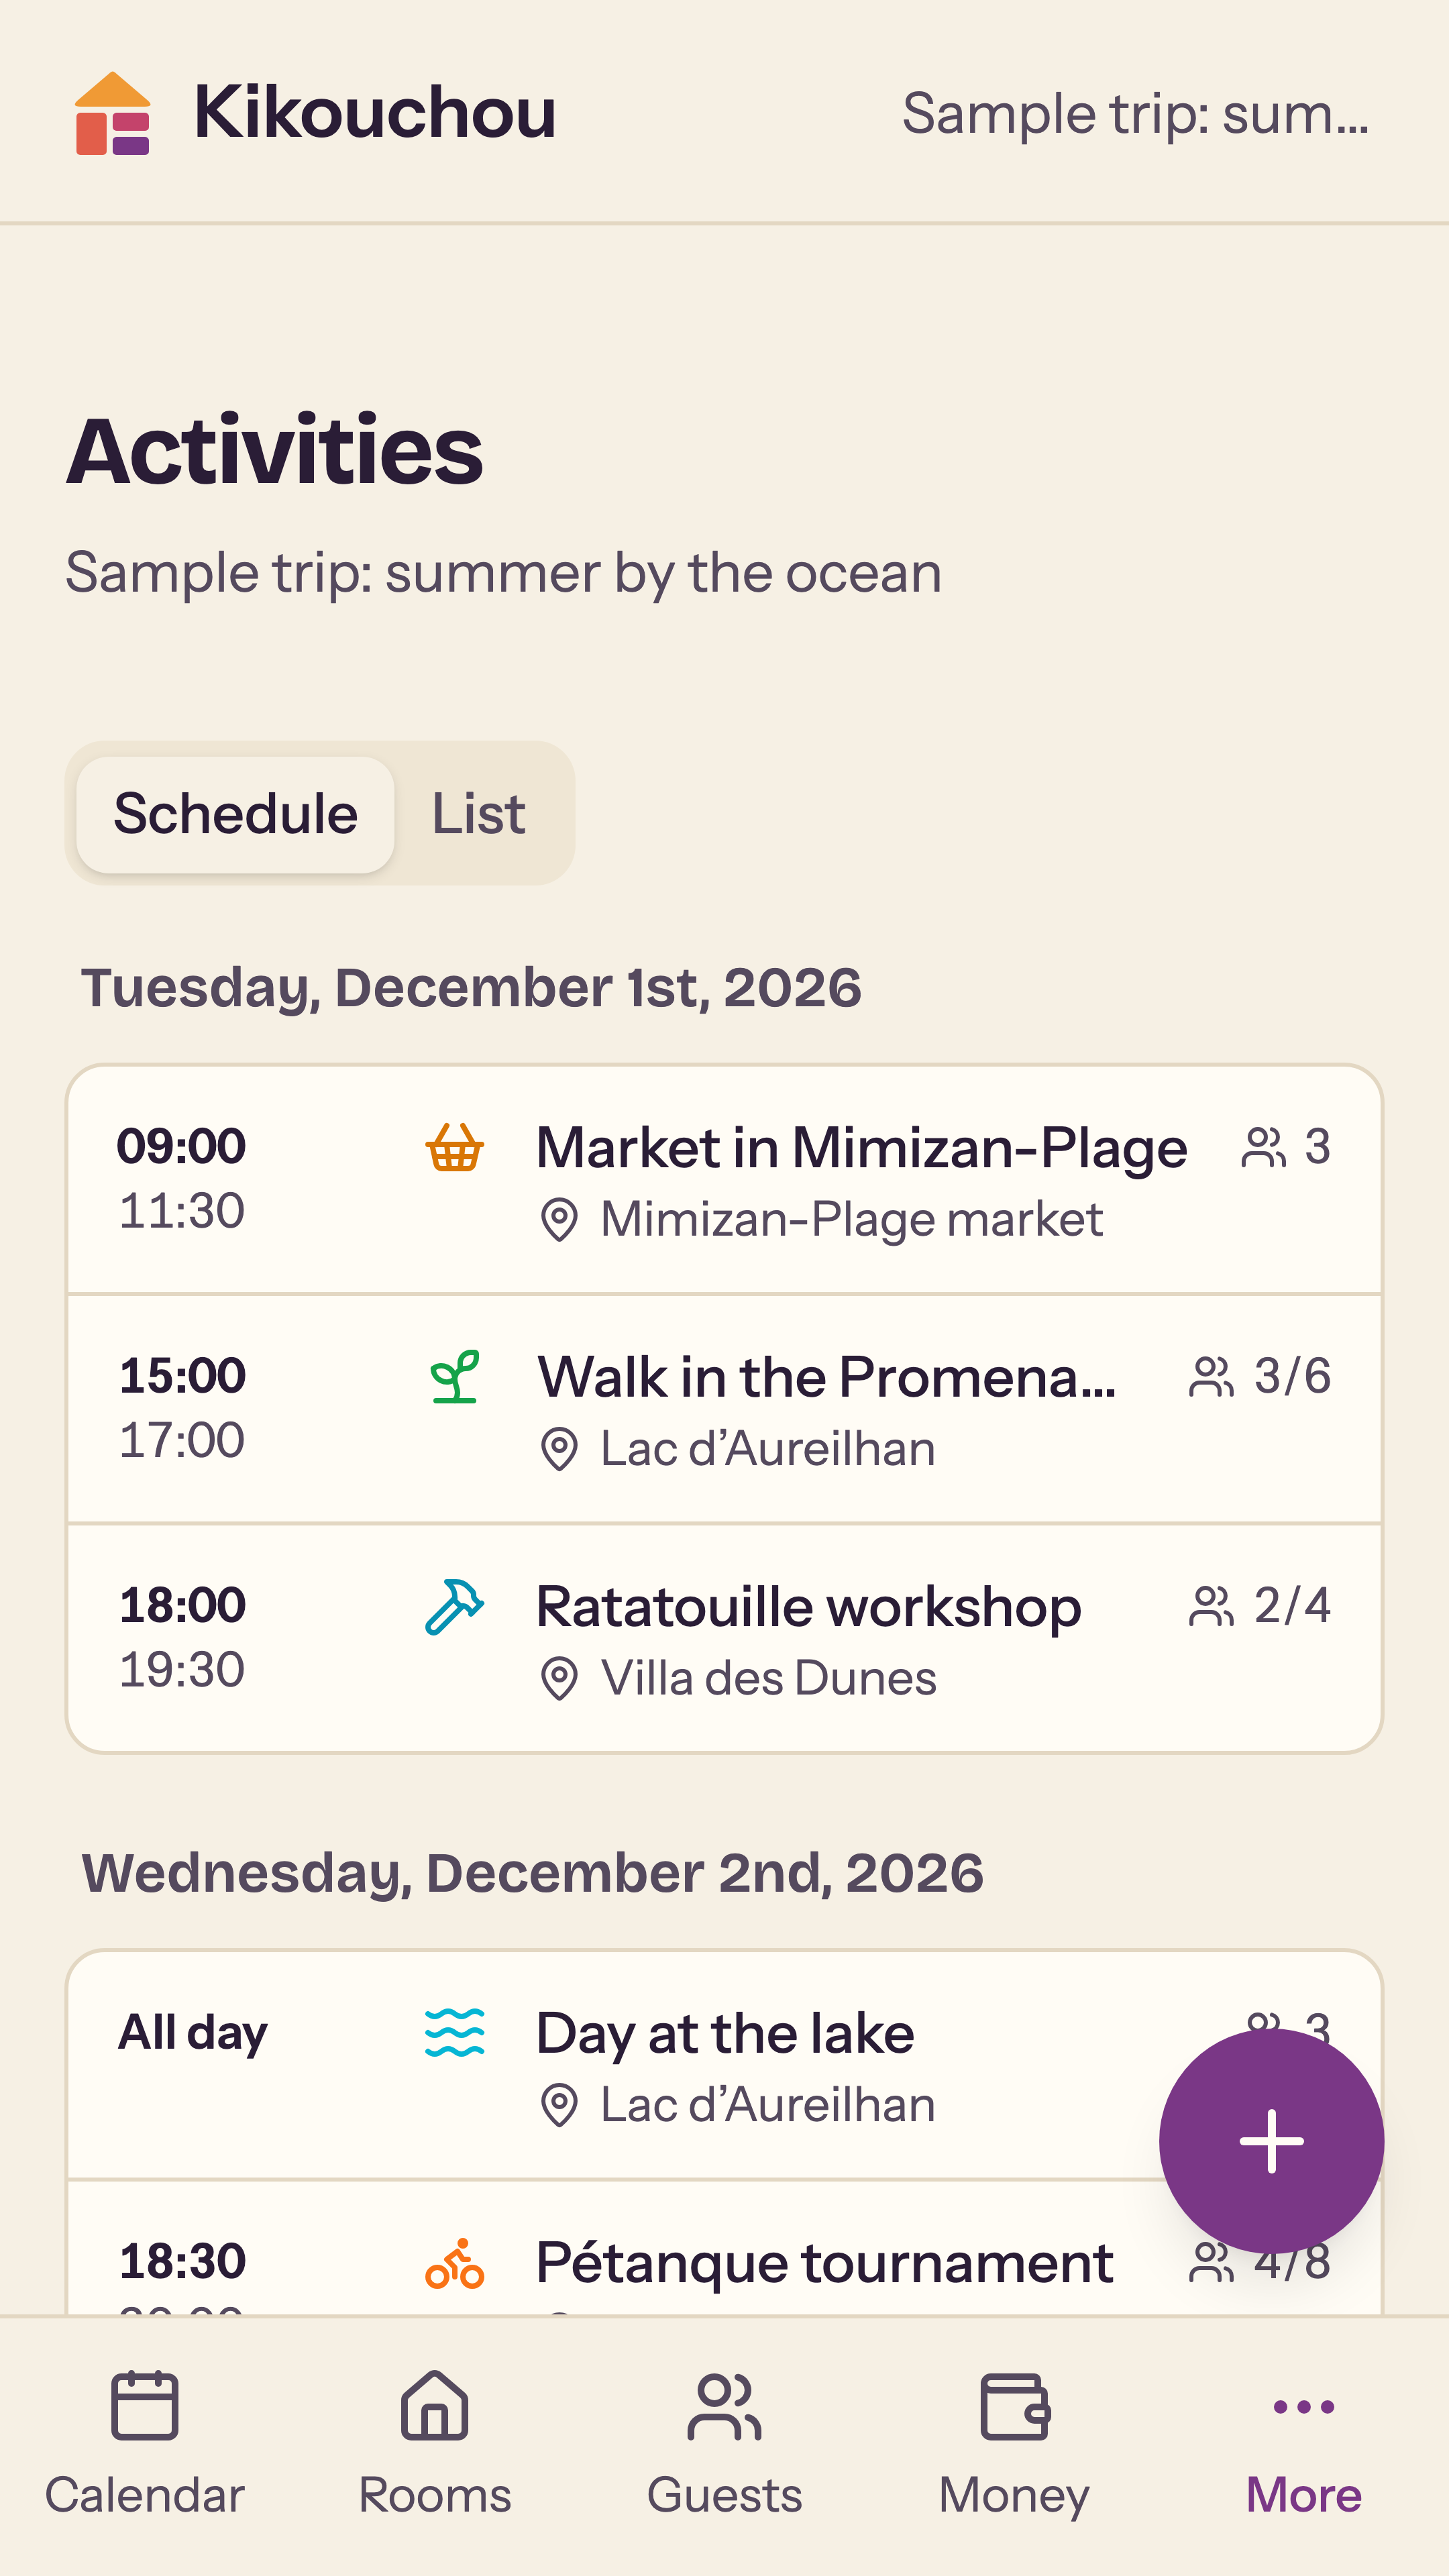 Kikouchou
Sample trip: sum...
Activities
Sample trip: summer by the ocean
Schedule
List
Tuesday, December 1st, 2026
09:00
11:30
Market in Mimizan-Plage
3
Mimizan-Plage market
15:00
17:00
Walk in the Promena...
3/6
Lac d’Aureilhan
18:00
19:30
Ratatouille workshop
2/4
Villa des Dunes
Wednesday, December 2nd, 2026
All day
Day at the lake
3
Lac d’Aureilhan
18:30
Pétanque tournament
4/8
Calendar
Rooms
Guests
Money
More